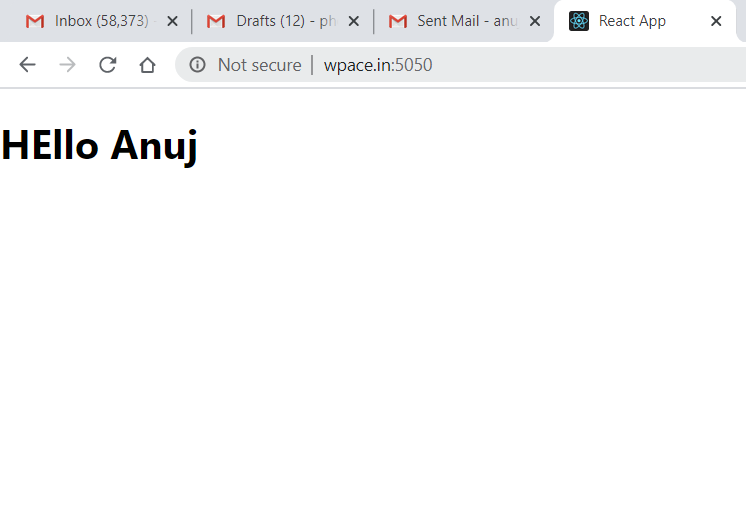 Inbox (58,373) -
Drafts (12) - ph
Sent Mail - anu
React App
Not secure | wpace.in:5050
HEllo Anuj